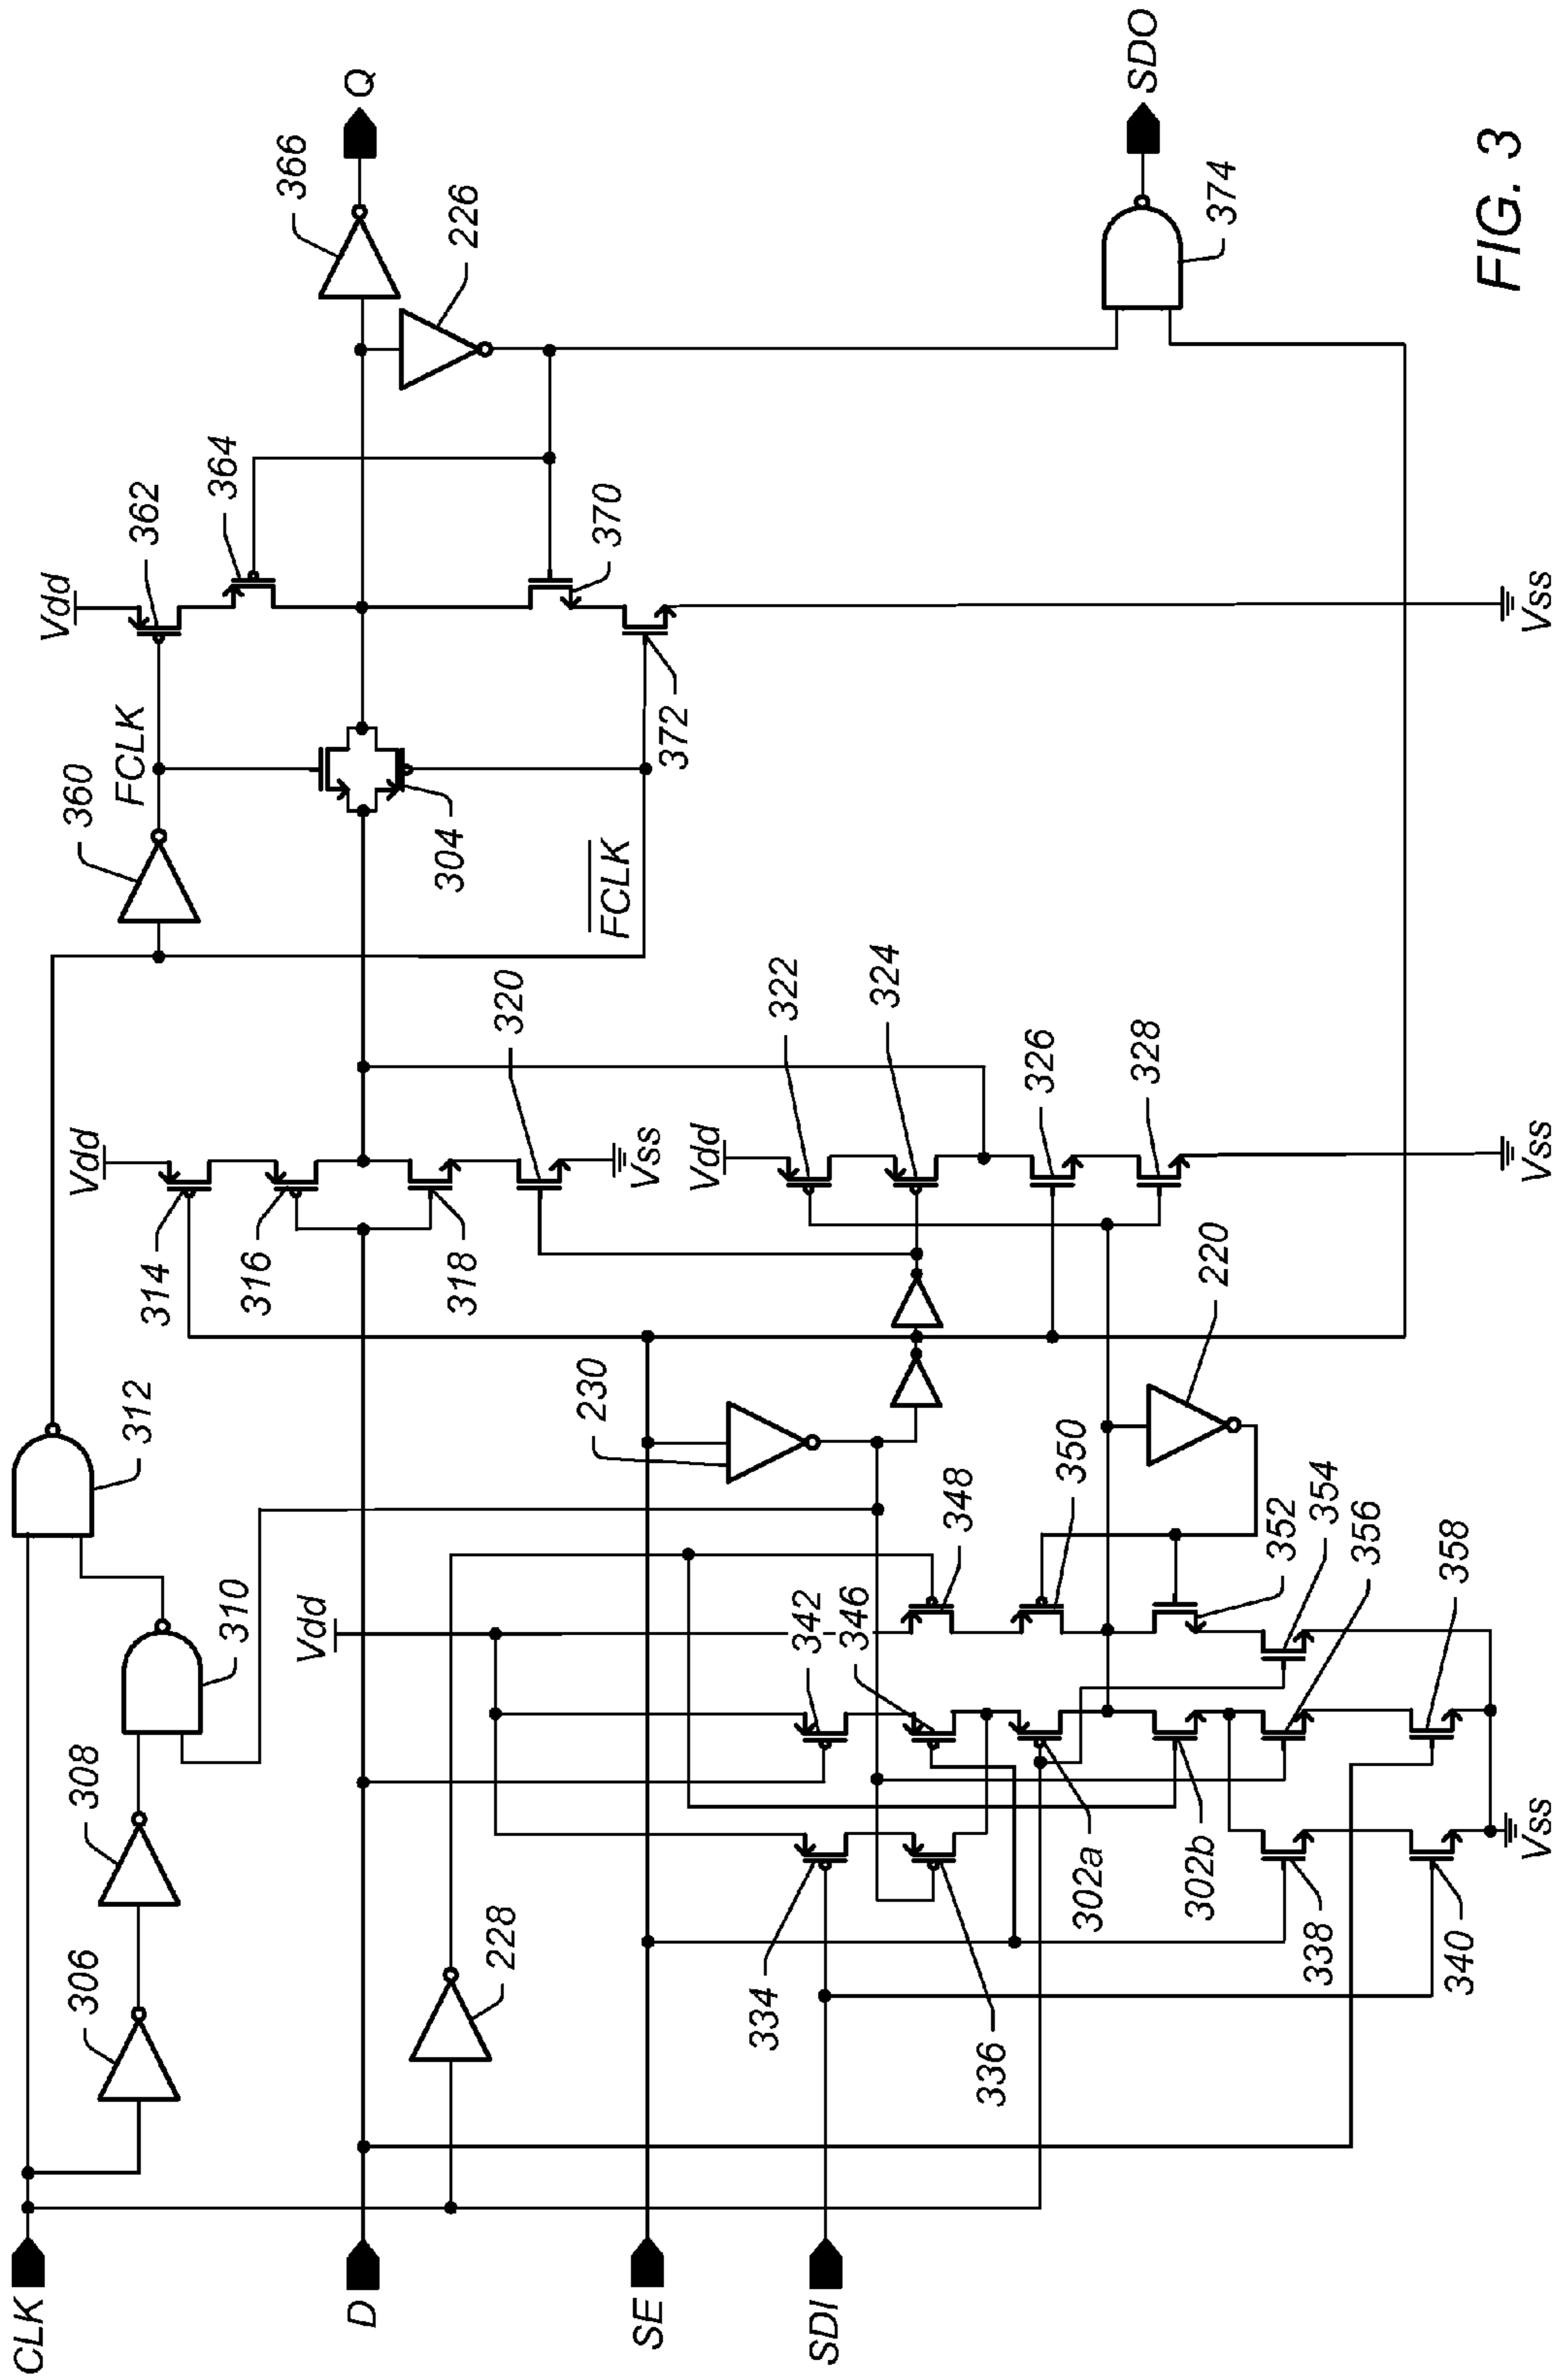 CLK
D
SE
SDI
306
308
310
312
228
Vdd
230
334
336
342
346
348
350
302a
302b
338
340
352
354
356
358
Vss
220
Vdd
314
316
318
320
Vss
Vdd
322
324
326
328
Vss
360
FCLK
FCLK
304
Vdd
362
364
370
372
Vss
366
226
Q
374
SDO
FIG. 3